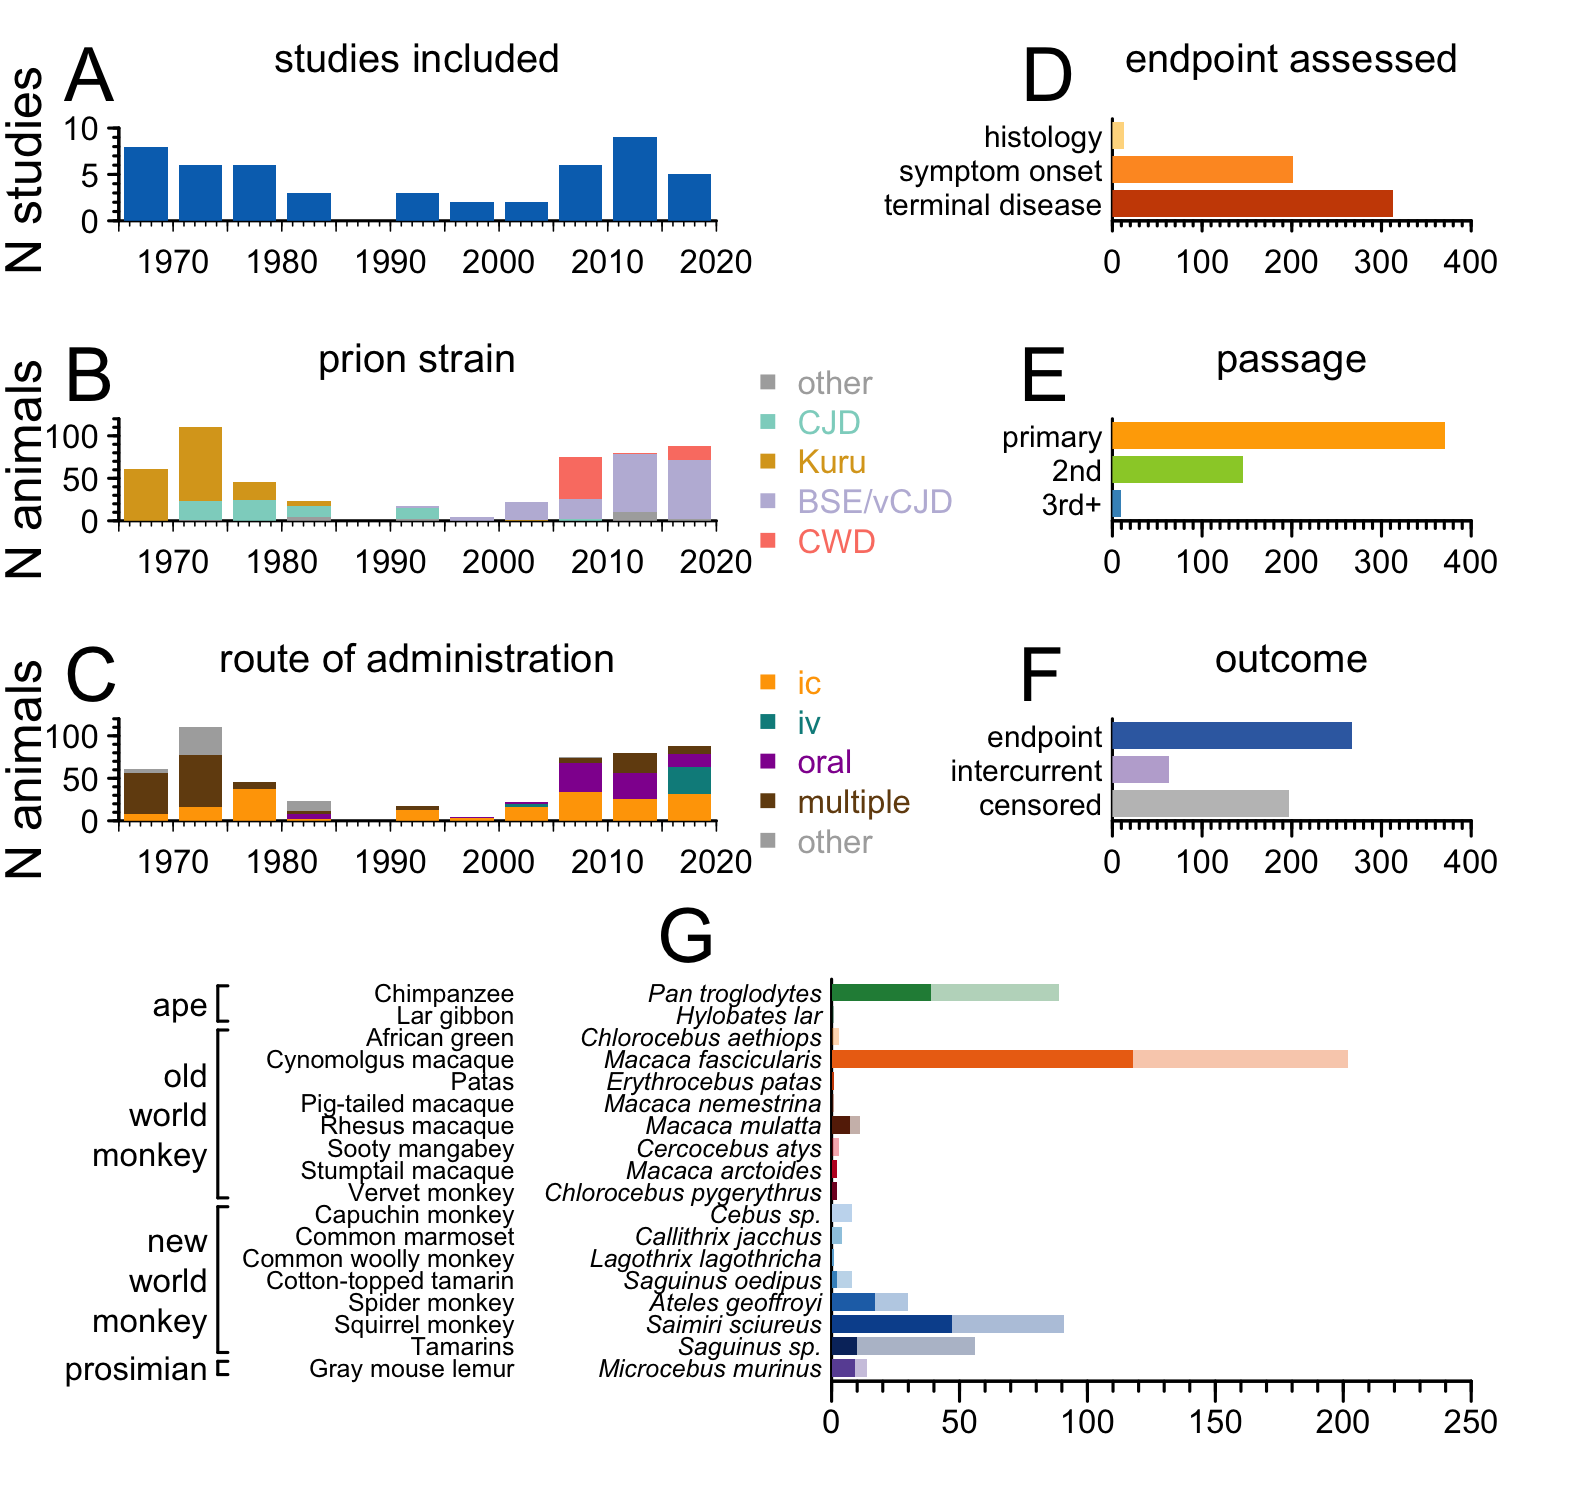 A
studies included
N studies
10
5
0
1970 1980 1990 2000 2010 2020
D
endpoint assessed
histology
symptom onset
terminal disease
0 100 200 300 400
B
prion strain
N animals
100
50
0
1970 1980 1990 2000 2010 2020
other
CJD
Kuru
BSE/vCJD
CWD
E
passage
primary
2nd
3rd+
0 100 200 300 400
C
route of administration
N animals
100
50
0
1970 1980 1990 2000 2010 2020
ic
iv
oral
multiple
other
F
outcome
endpoint
intercurrent
censored
0 100 200 300 400
G
ape
Chimpanzee Pan troglodytes
Lar gibbon Hylobates lar
old
world
monkey
African green Chlorocebus aethiops
Cynomolgus macaque Macaca fascicularis
Patas Erythrocebus patas
Pig-tailed macaque Macaca nemestrina
Rhesus macaque Macaca mulatta
Sooty mangabey Cercocebus atys
Stumptail macaque Macaca arctoides
Vervet monkey Chlorocebus pygerythrus
new
world
monkey
Capuchin monkey Cebus sp.
Common marmoset Callithrix jacchus
Common woolly monkey Lagothrix lagothricha
Cotton-topped tamarin Saguinus oedipus
Spider monkey Ateles geoffroyi
Squirrel monkey Saimiri sciureus
Tamarins Saguinus sp.
prosimian
Gray mouse lemur Microcebus murinus
0 50 100 150 200 250